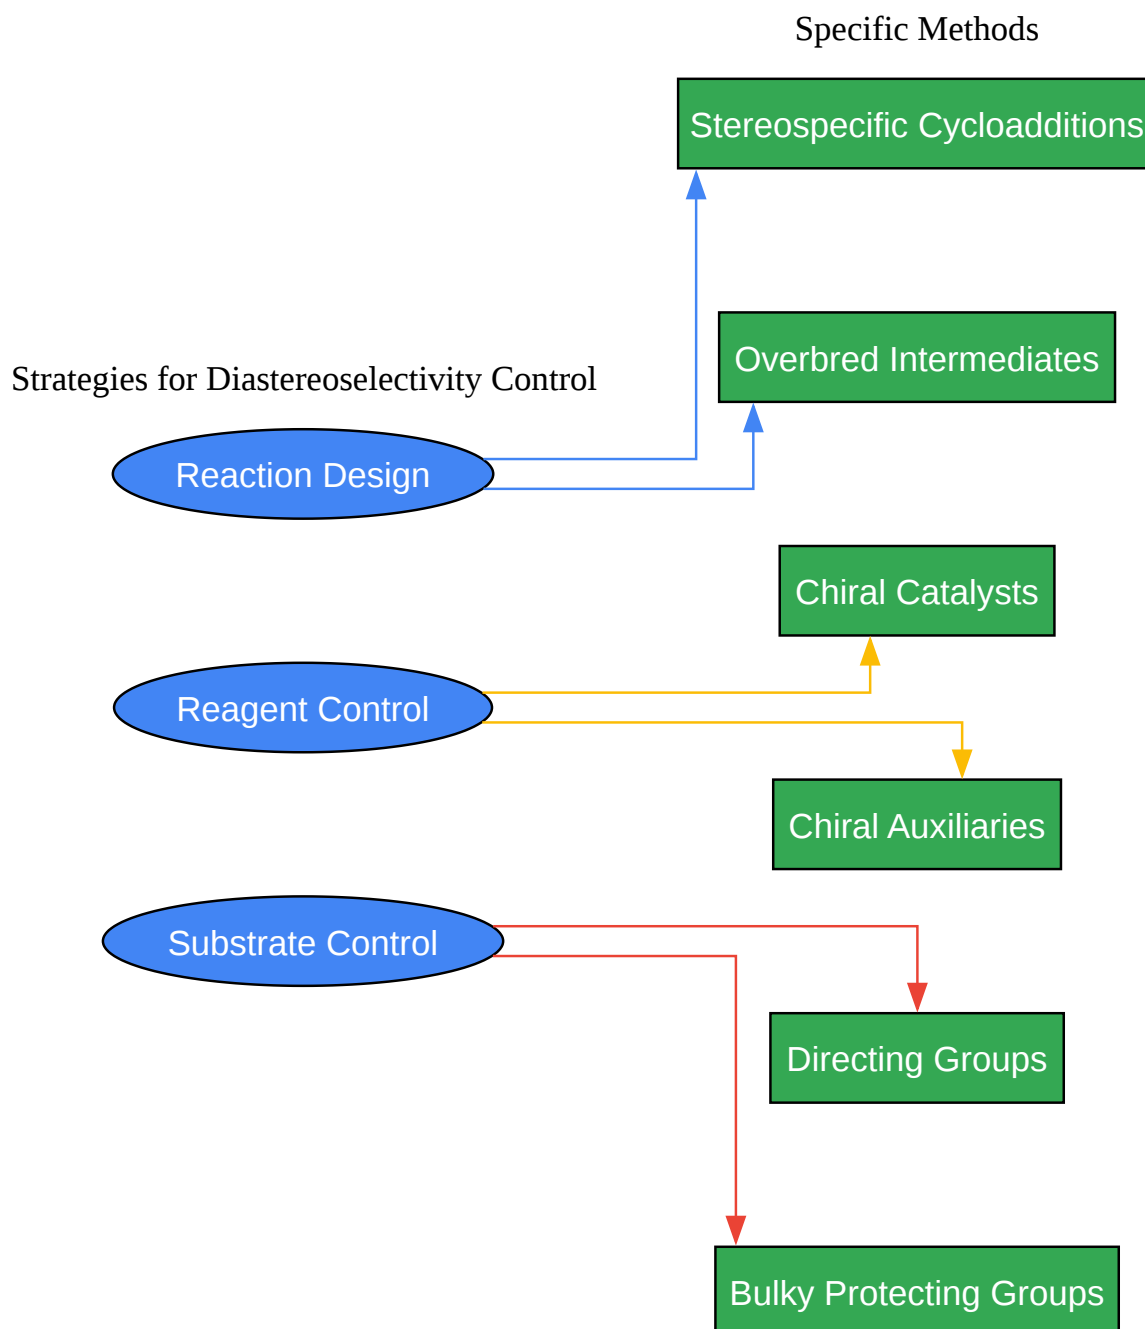 Specific Methods
Stereospecific Cycloadditions
Overbred Intermediates
Strategies for Diastereoselectivity Control
Reaction Design
Chiral Catalysts
Reagent Control
Chiral Auxiliaries
Substrate Control
Directing Groups
Bulky Protecting Groups